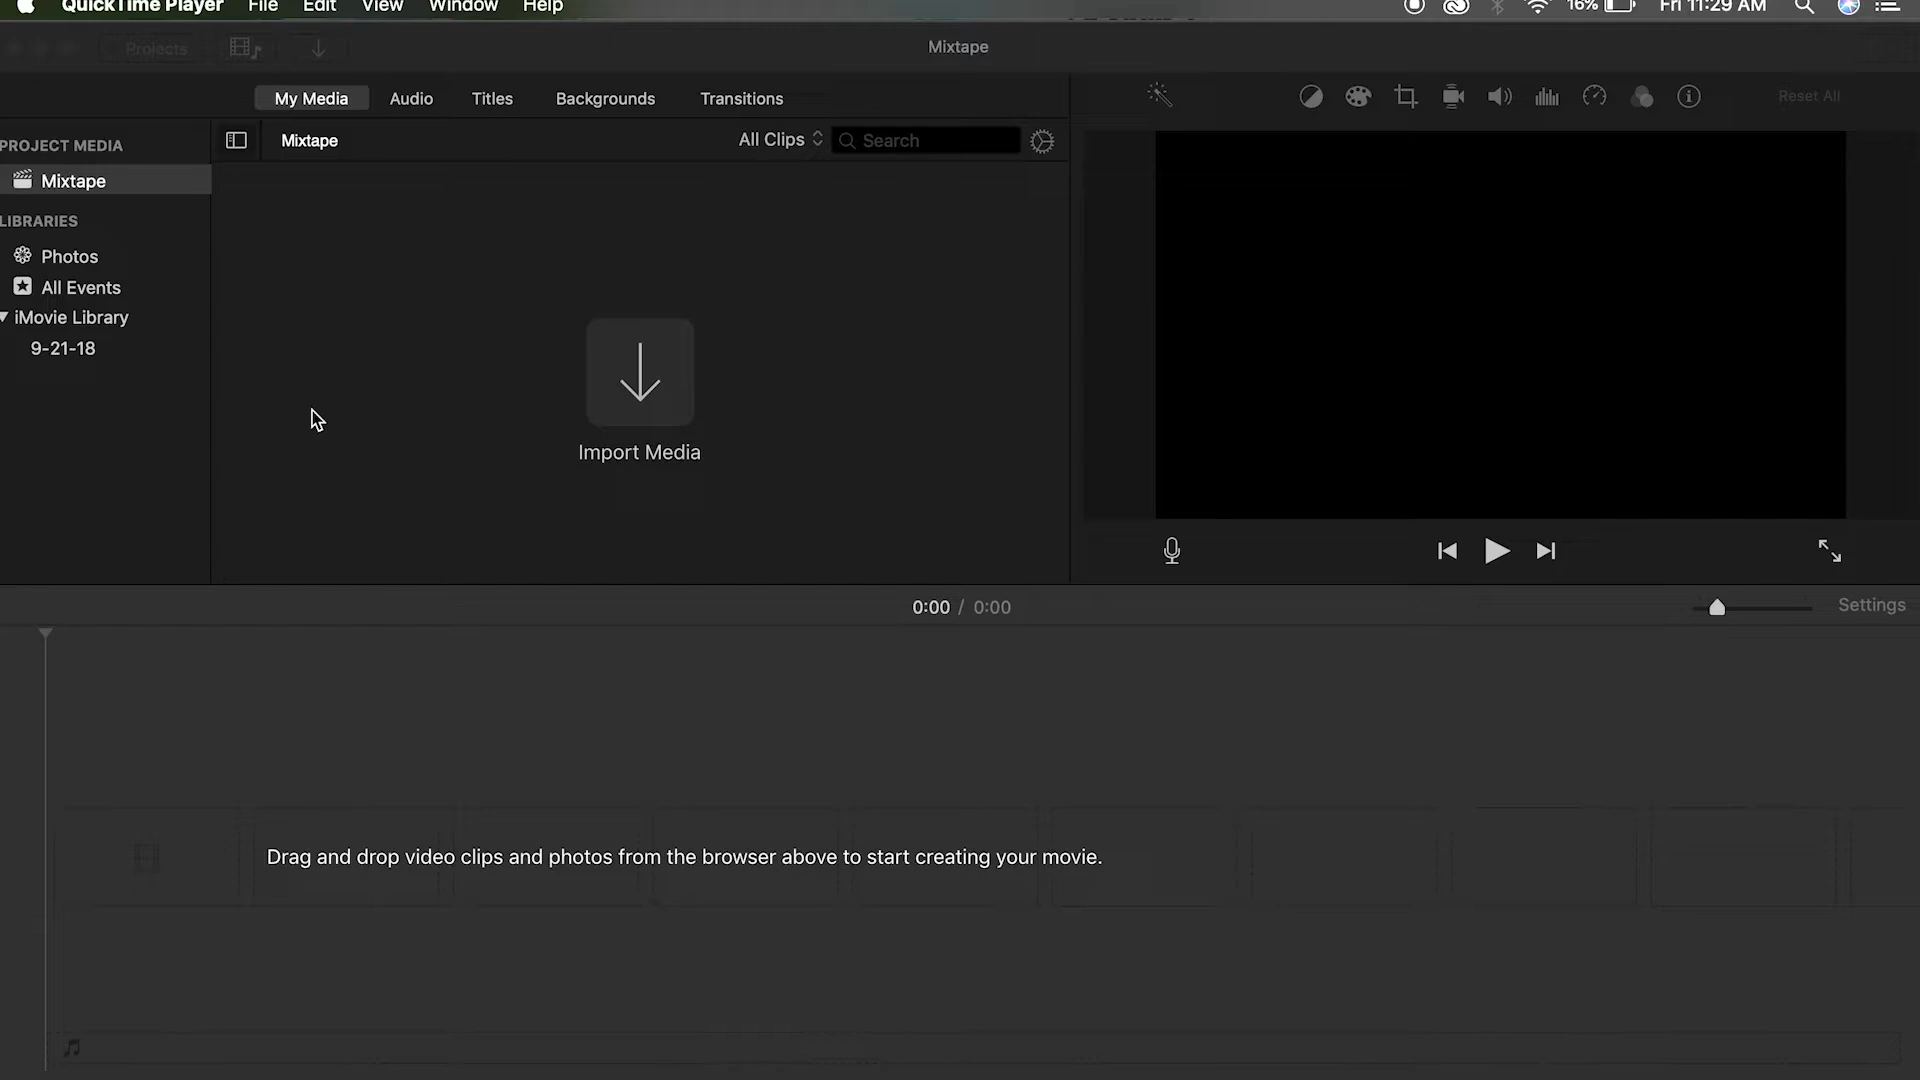 QuickTime Player File Edit View Window Help 16% Fri 11:29 AM
Projects Mixtape
My Media Audio Titles Backgrounds Transitions Reset All
PROJECT MEDIA
Mixtape All Clips Search
Mixtape
LIBRARIES
Photos
All Events
iMovie Library
9-21-18
Import Media
0:00 / 0:00 Settings
Drag and drop video clips and photos from the browser above to start creating your movie.